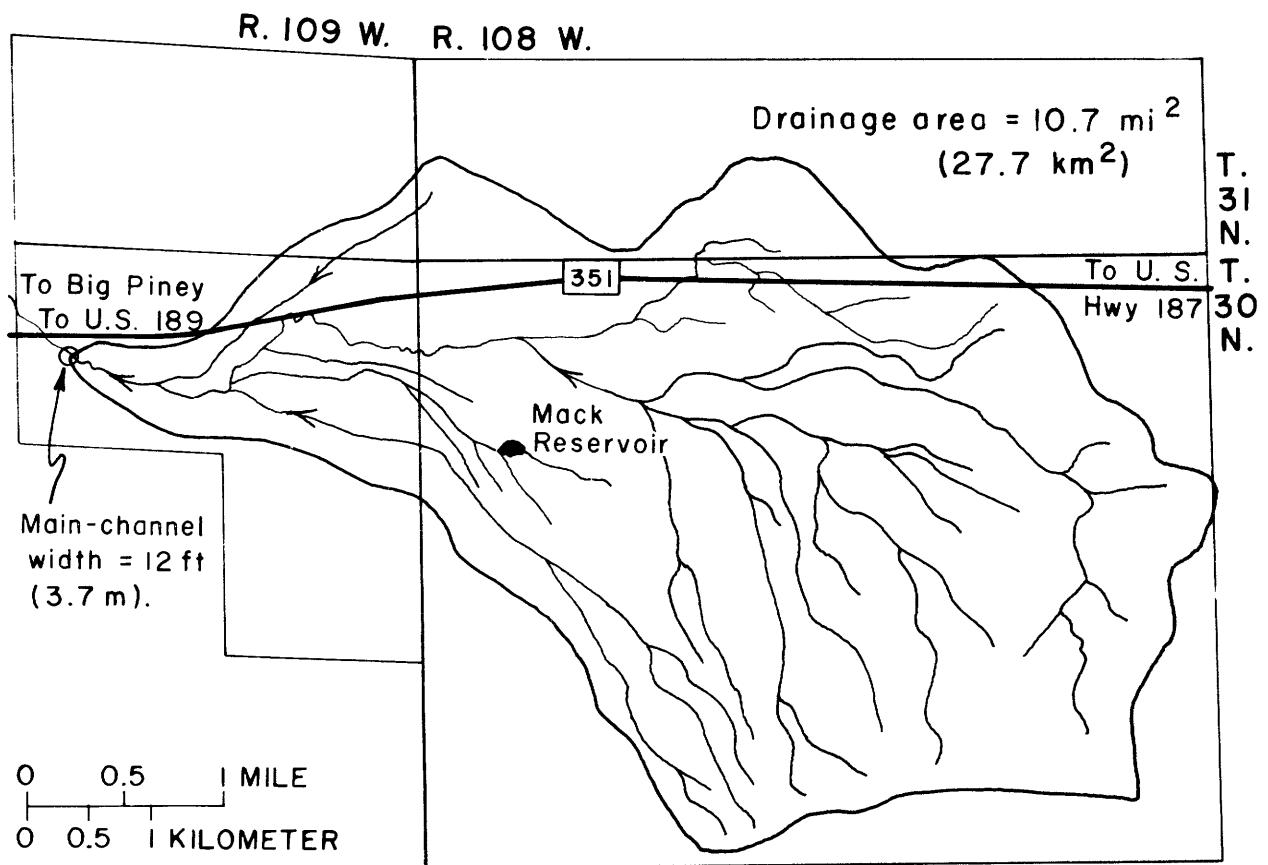 R. 109 W. R. 108 W.
Drainage area = 10.7 mi²
(27.7 km²)
T.
31
N.
T.
30
N.
351
To U. S.
Hwy 187
To Big Piney
To U.S. 189
Mack
Reservoir
Main-channel
width = 12 ft
(3.7 m).
0 0.5 1 MILE
0 0.5 1 KILOMETER